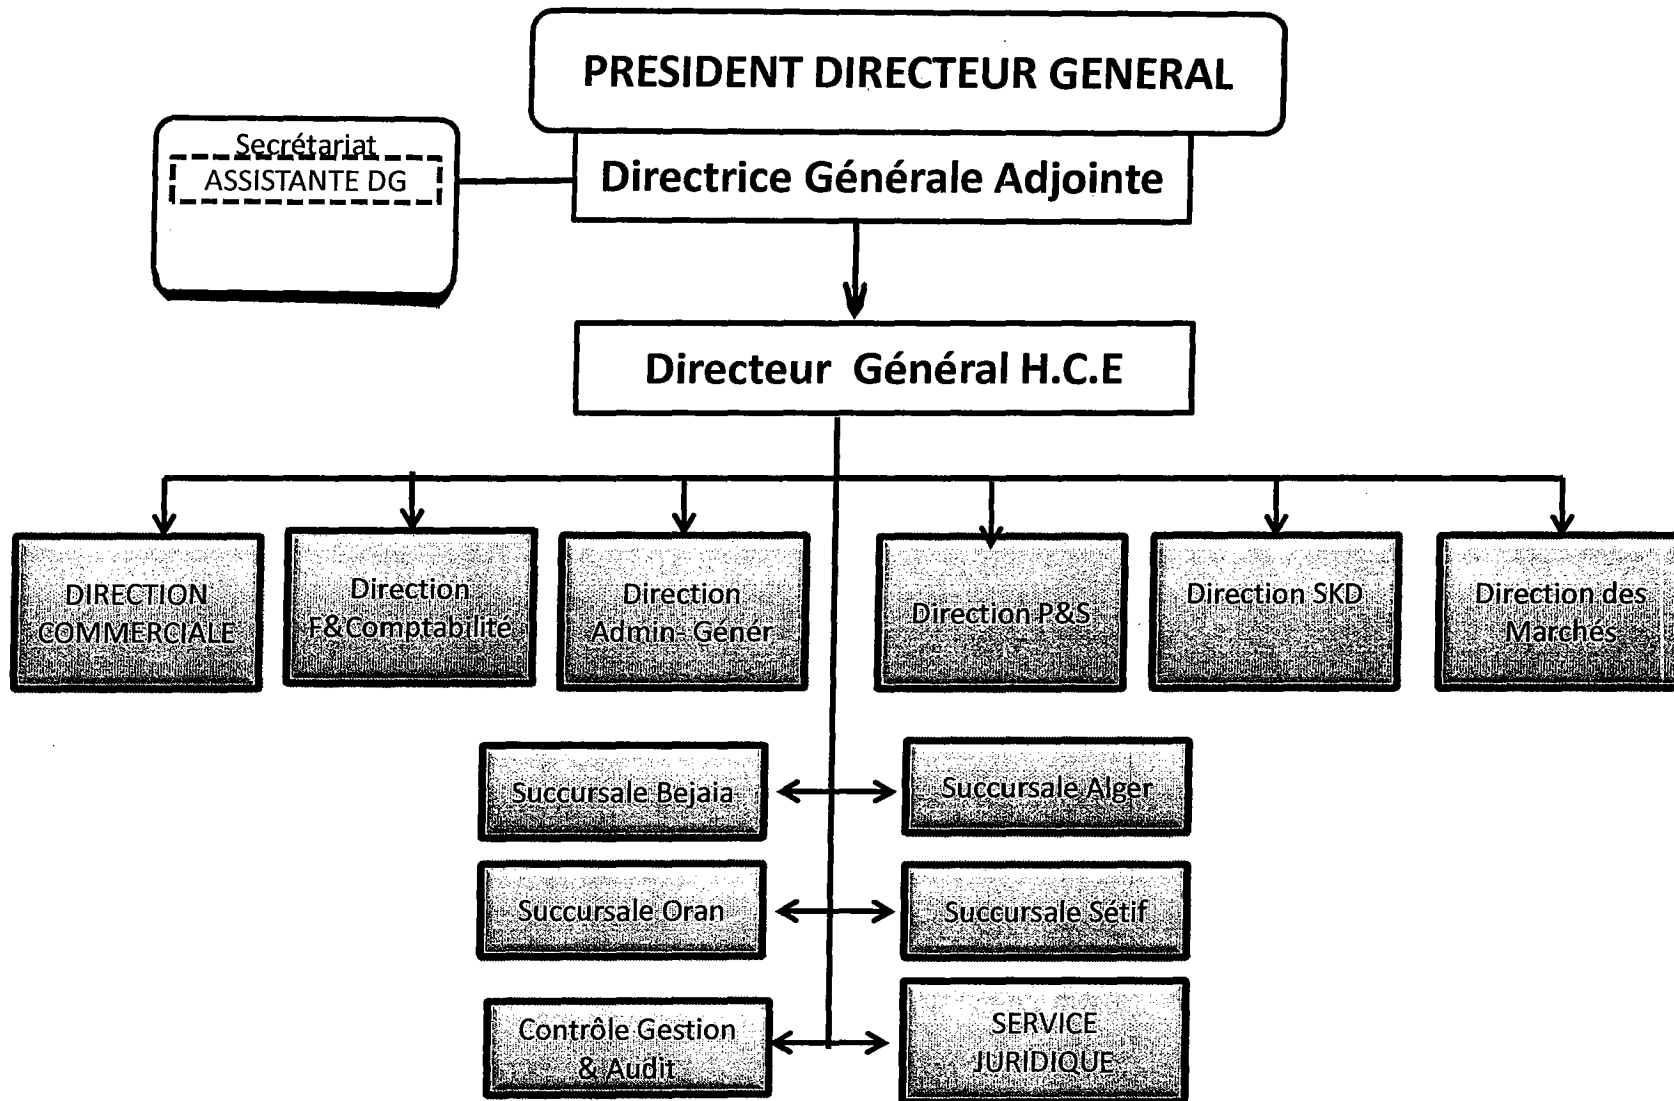 PRESIDENT DIRECTEUR GENERAL
Secrétariat
ASSISTANTE DG
Directrice Générale Adjointe
Directeur Général H.C.E
DIRECTION
COMMERCIALE
Direction
F&Comptabilité
Direction
Admin- Génér
Direction P&S
Direction SKD
Direction des
Marchés
Succursale Bejaia
Succursale Alger
Succursale Oran
Succursale Sétif
Contrôle Gestion
& Audit
SERVICE
JURIDIQUE